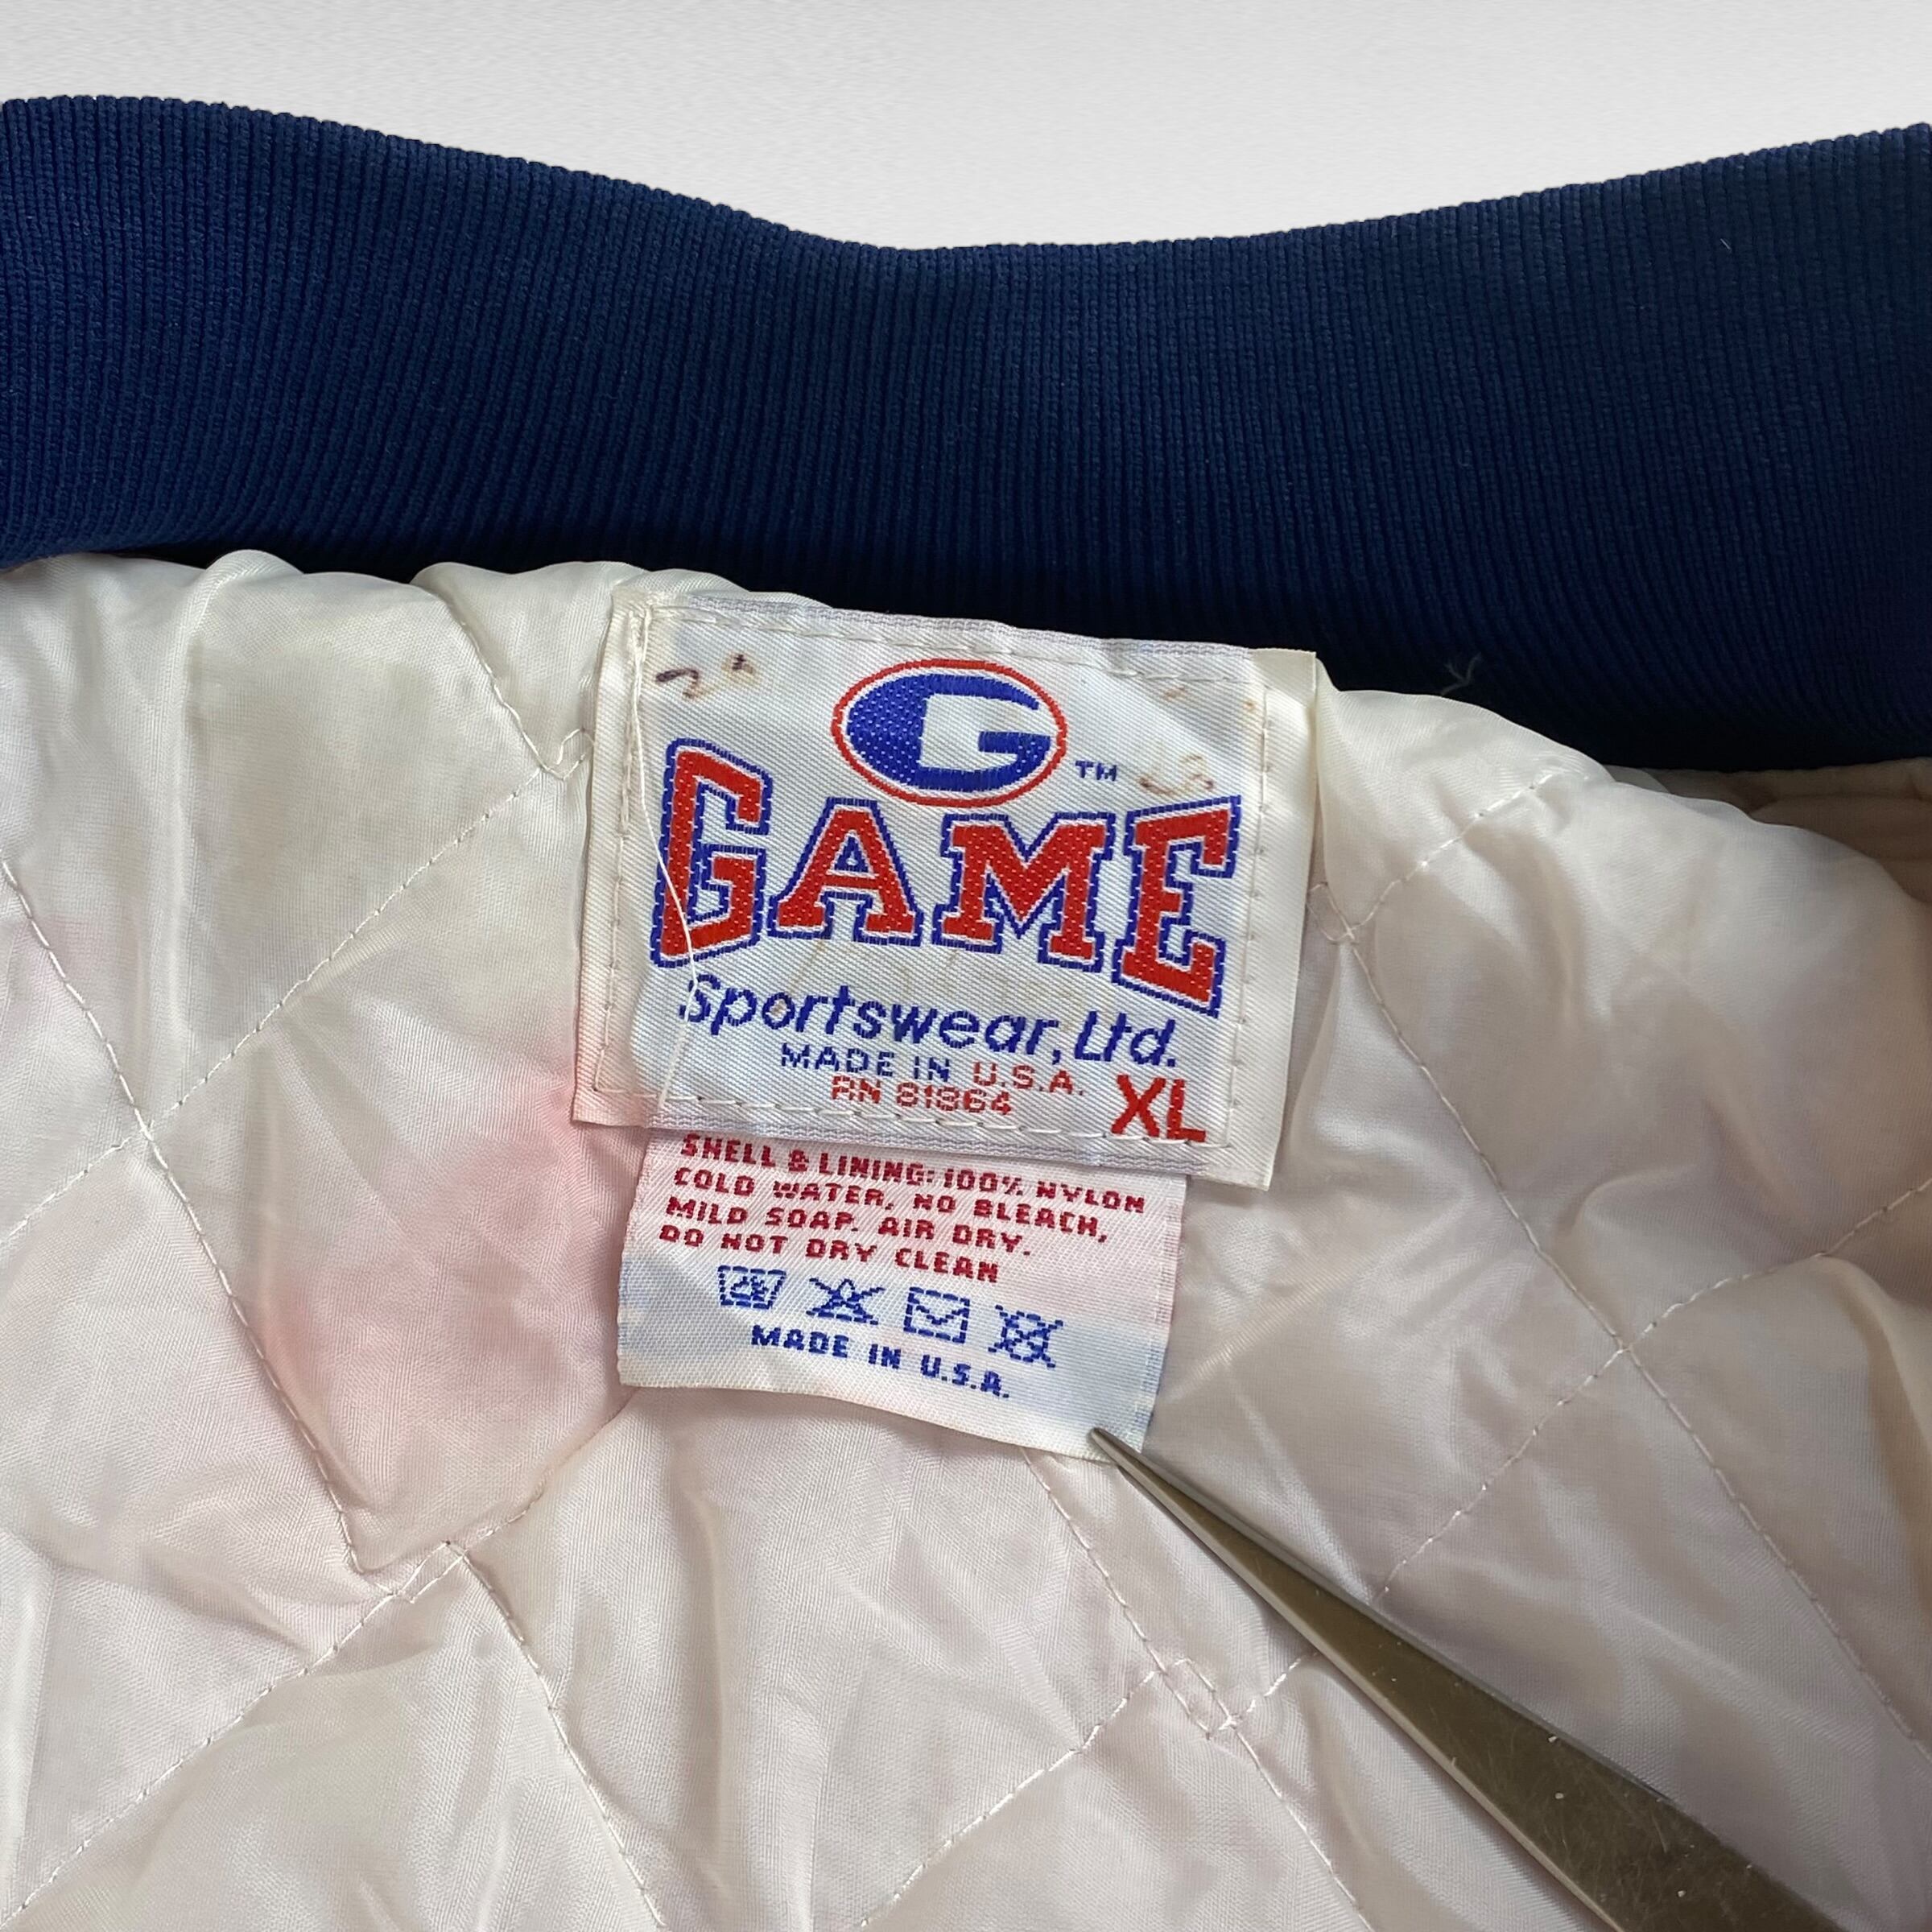 G
TM
GAME
Sportswear, Ltd.
MADE IN U.S.A.
RN 81364 XL
SHELL & LINING: 100% NYLON
COLD WATER, NO BLEACH,
MILD SOAP. AIR DRY.
DO NOT DRY CLEAN
MADE IN U.S.A.